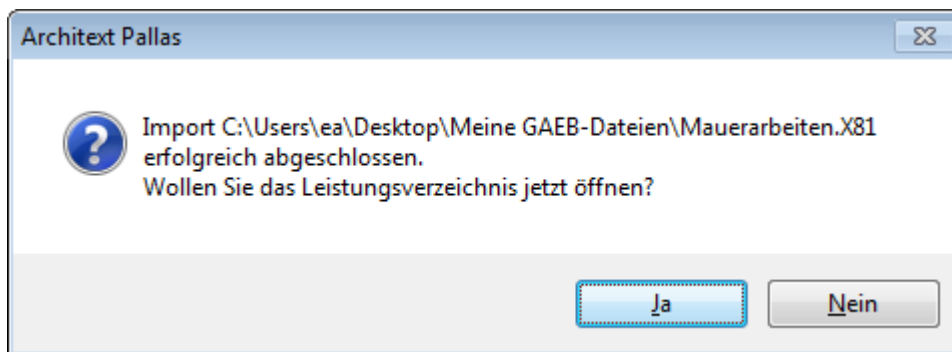 Architext Pallas
Import C:\Users\ea\Desktop\Meine GAEB-Dateien\Mauerarbeiten.X81
erfolgreich abgeschlossen.
Wollen Sie das Leistungsverzeichnis jetzt öffnen?
Ja
Nein